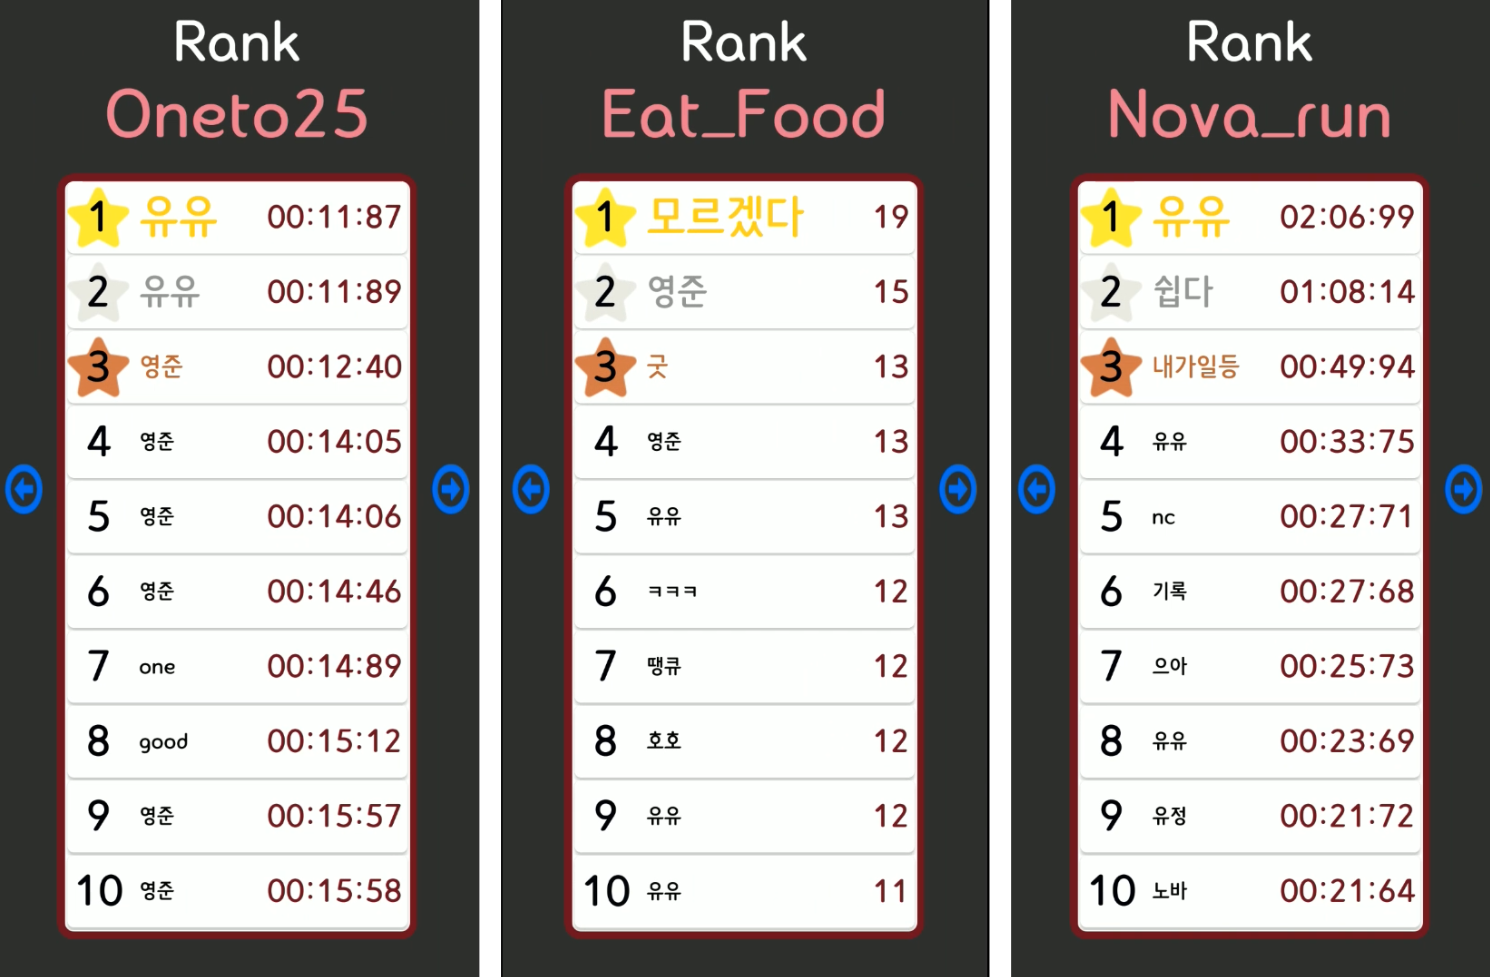 Rank
Oneto25
1 유유 00:11:87
2 유유 00:11:89
3 영준 00:12:40
4 영준 00:14:05
5 영준 00:14:06
6 영준 00:14:46
7 one 00:14:89
8 good 00:15:12
9 영준 00:15:57
10 영준 00:15:58
Rank
Eat_Food
1 모르겠다 19
2 영준 15
3 굿 13
4 영준 13
5 유유 13
6 ㅋㅋㅋ 12
7 땡큐 12
8 호호 12
9 유유 12
10 유유 11
Rank
Nova_run
1 유유 02:06:99
2 쉽다 01:08:14
3 내가일등 00:49:94
4 유유 00:33:75
5 nc 00:27:71
6 기록 00:27:68
7 으아 00:25:73
8 유유 00:23:69
9 유정 00:21:72
10 노바 00:21:64